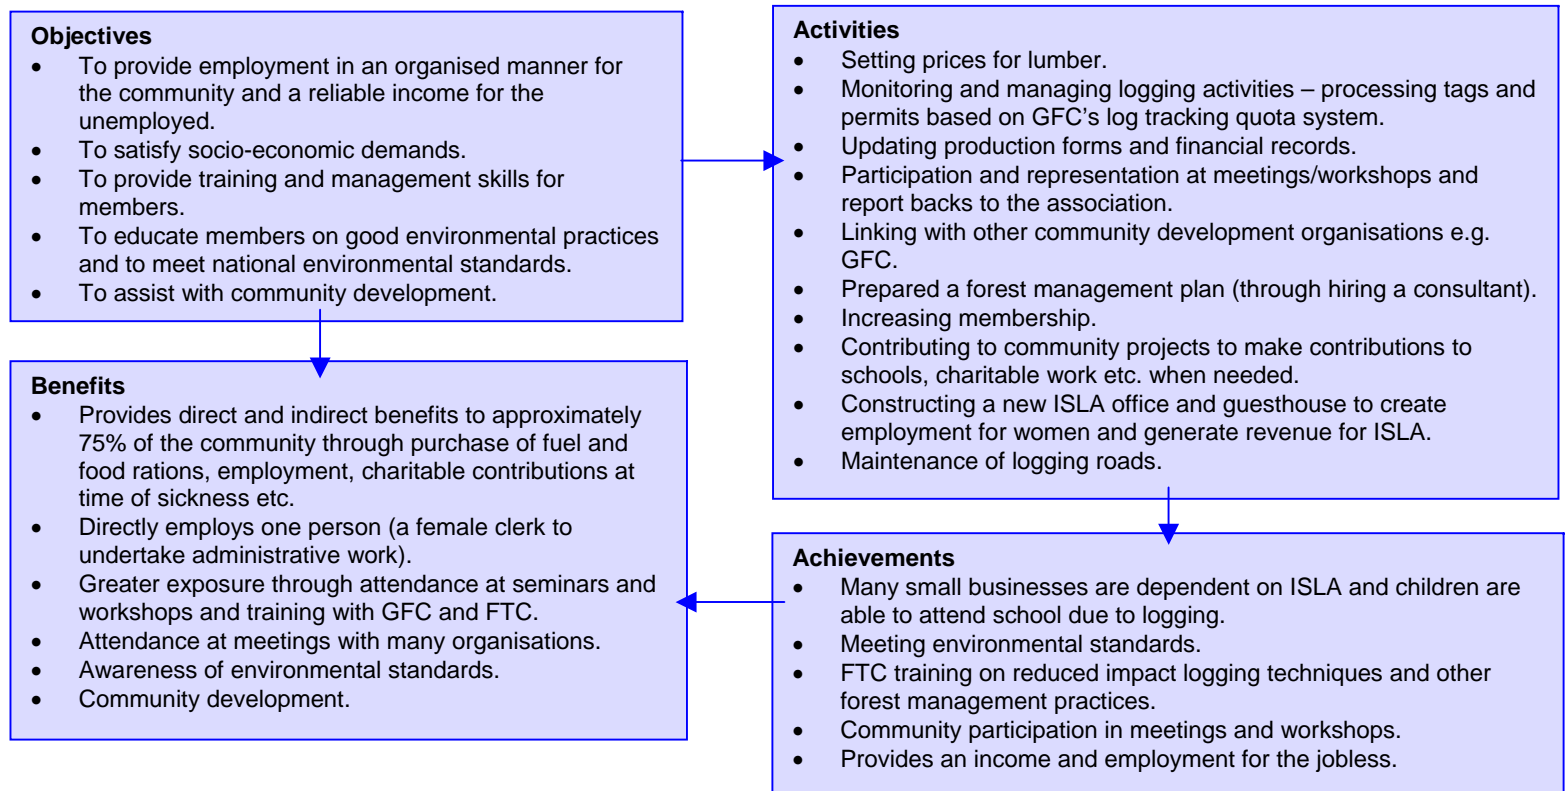 Objectives
• To provide employment in an organised manner for
the community and a reliable income for the
unemployed.
• To satisfy socio-economic demands.
• To provide training and management skills for
members.
• To educate members on good environmental practices
and to meet national environmental standards.
• To assist with community development.
Activities
• Setting prices for lumber.
• Monitoring and managing logging activities – processing tags and
permits based on GFC's log tracking quota system.
• Updating production forms and financial records.
• Participation and representation at meetings/workshops and
report backs to the association.
• Linking with other community development organisations e.g.
GFC.
• Prepared a forest management plan (through hiring a consultant).
• Increasing membership.
• Contributing to community projects to make contributions to
schools, charitable work etc. when needed.
• Constructing a new ISLA office and guesthouse to create
employment for women and generate revenue for ISLA.
• Maintenance of logging roads.
Benefits
• Provides direct and indirect benefits to approximately
75% of the community through purchase of fuel and
food rations, employment, charitable contributions at
time of sickness etc.
• Directly employs one person (a female clerk to
undertake administrative work).
• Greater exposure through attendance at seminars and
workshops and training with GFC and FTC.
• Attendance at meetings with many organisations.
• Awareness of environmental standards.
• Community development.
Achievements
• Many small businesses are dependent on ISLA and children are
able to attend school due to logging.
• Meeting environmental standards.
• FTC training on reduced impact logging techniques and other
forest management practices.
• Community participation in meetings and workshops.
• Provides an income and employment for the jobless.